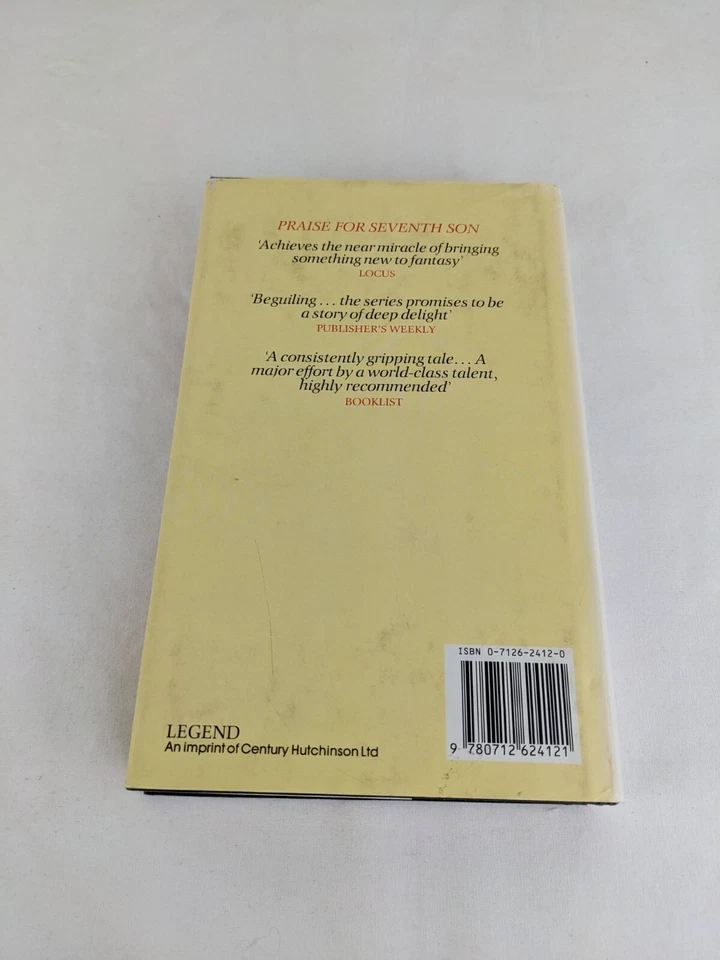 PRAISE FOR SEVENTH SON
'Achieves the near miracle of bringing
something new to fantasy'
LOCUS
'Beguiling... the series promises to be
a story of deep delight'
PUBLISHER'S WEEKLY
'A consistently gripping tale... A
major effort by a world-class talent,
highly recommended'
BOOKLIST
ISBN 0-7126-2412-0
9 780712 624121
LEGEND
An imprint of Century Hutchinson Ltd